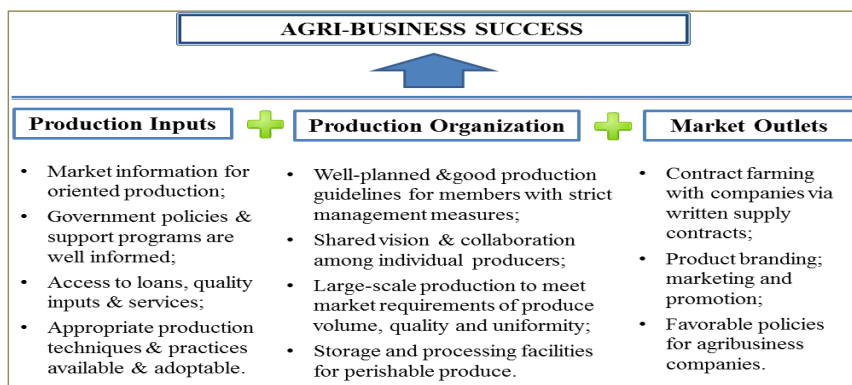 AGRI-BUSINESS SUCCESS
Production Inputs
Production Organization
Market Outlets
• Market information for
oriented production;
• Government policies &
support programs are
well informed;
• Access to loans, quality
inputs & services;
• Appropriate production
techniques & practices
available & adoptable.
• Well-planned &good production
guidelines for members with strict
management measures;
• Shared vision & collaboration
among individual producers;
• Large-scale production to meet
market requirements of produce
volume, quality and uniformity;
• Storage and processing facilities
for perishable produce.
• Contract farming
with companies via
written supply
contracts;
• Product branding;
marketing and
promotion;
• Favorable policies
for agribusiness
companies.